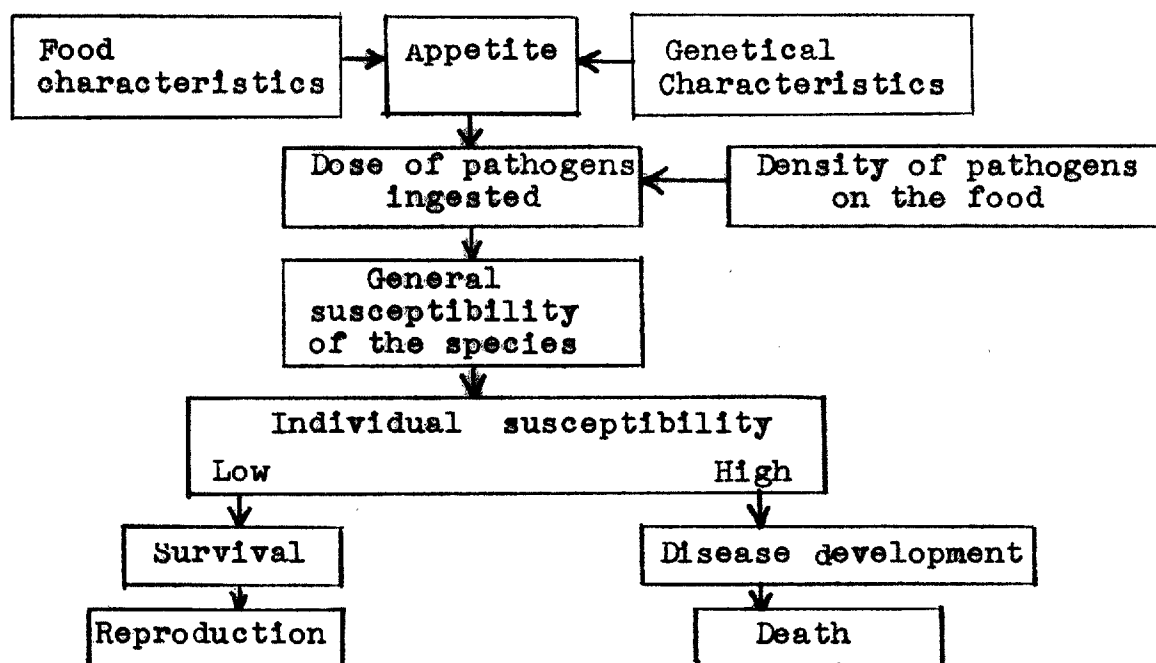 Food
characteristics
Appetite
Genetical
Characteristics
Dose of pathogens
ingested
Density of pathogens
on the food
General
susceptibility
of the species
Individual susceptibility
Low
High
Survival
Disease development
Reproduction
Death